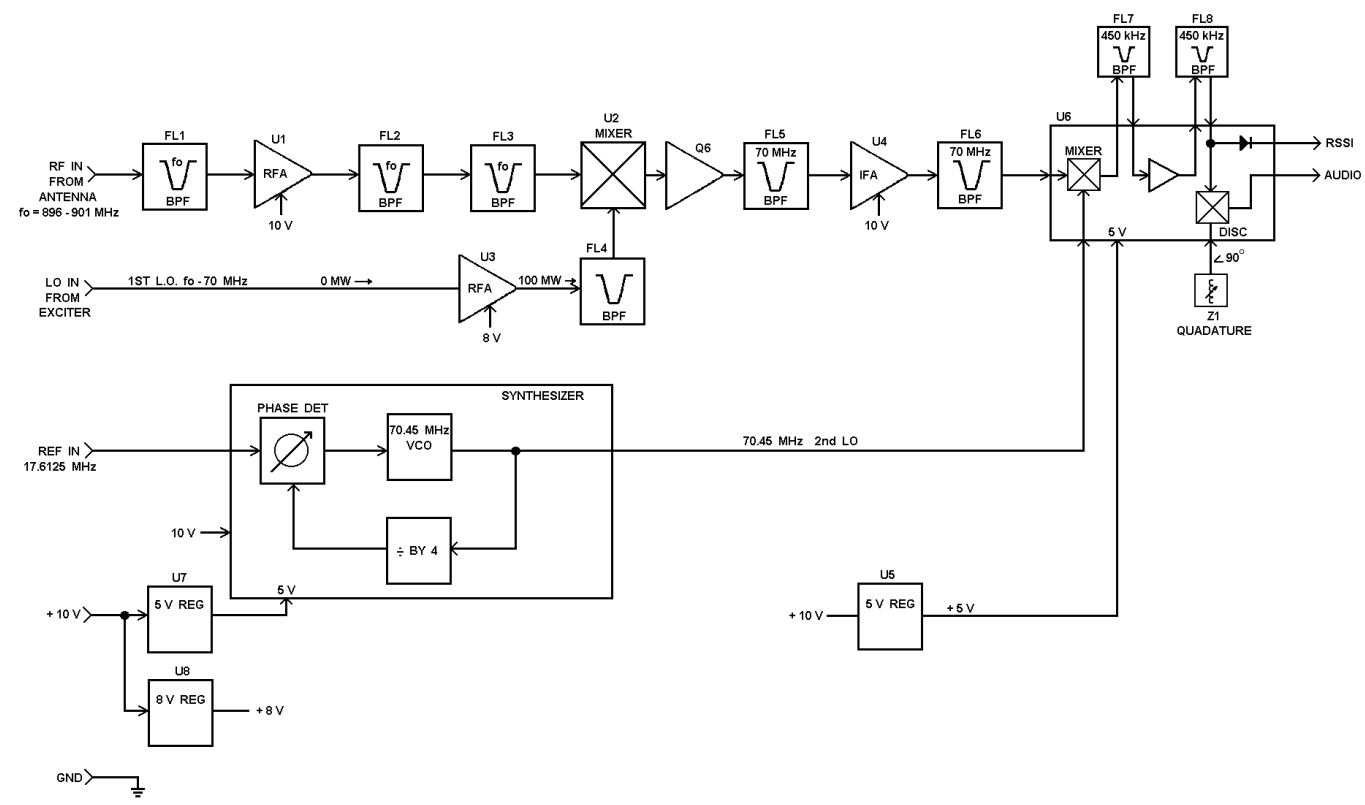 FL7
450 kHz
BPF
FL8
450 kHz
BPF
RF IN
FROM
ANTENNA
fo = 896 - 901 MHz
FL1
fo
BPF
U1
RFA
10 V
FL2
fo
BPF
FL3
fo
BPF
U2
MIXER
Q6
FL5
70 MHz
BPF
U4
IFA
10 V
FL6
70 MHz
BPF
U6
MIXER
RSSI
AUDIO
DISC
5 V
∠ 90°
Z1
QUADATURE
LO IN
FROM
EXCITER
1ST L.O. fo - 70 MHz
0 MW
U3
RFA
8 V
100 MW
FL4
BPF
SYNTHESIZER
PHASE DET
REF IN
17.6125 MHz
70.45 MHz
VCO
70.45 MHz 2nd LO
÷ BY 4
10 V
5 V
+ 10 V
U7
5 V REG
U8
8 V REG
+ 8 V
U5
+ 10 V
5 V REG
+ 5 V
GND